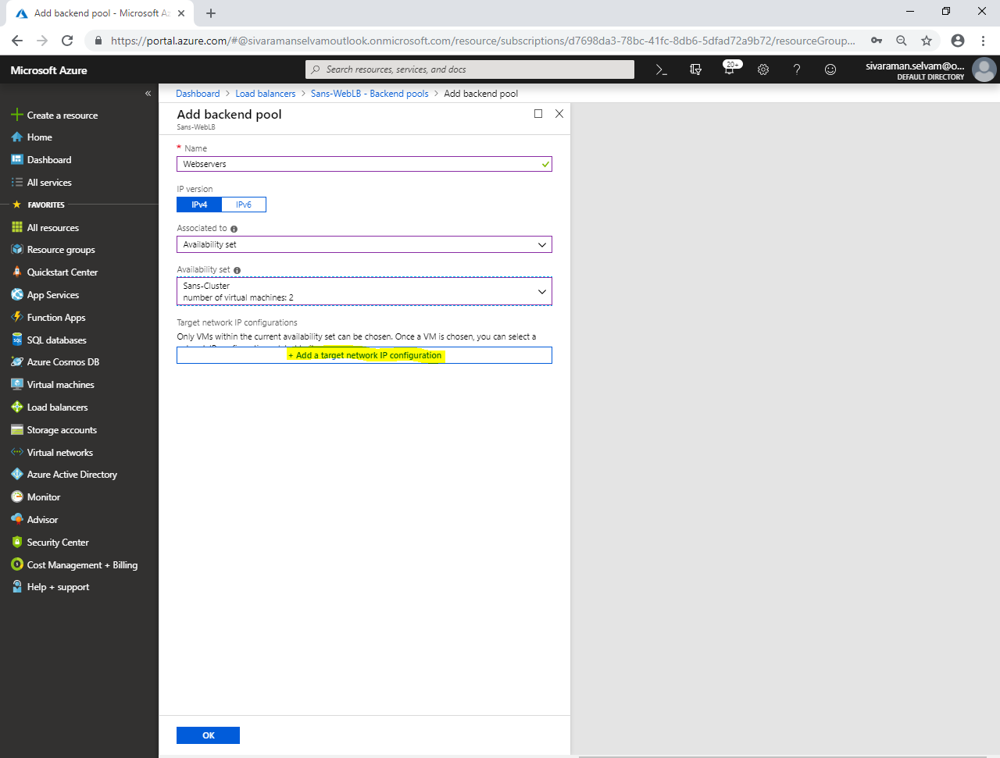 Add backend pool - Microsoft Az
https://portal.azure.com/#@sivaramanselvamoutlook.onmicrosoft.com/resource/subscriptions/d7698da3-78bc-41fc-8db6-5dfad72a9b72/resourceGroup...
Microsoft Azure
Search resources, services, and docs
20+
sivaraman.selvam@o...
DEFAULT DIRECTORY
Dashboard > Load balancers > Sans-WebLB - Backend pools > Add backend pool
Create a resource
Home
Dashboard
All services
FAVORITES
All resources
Resource groups
Quickstart Center
App Services
Function Apps
SQL databases
Azure Cosmos DB
Virtual machines
Load balancers
Storage accounts
Virtual networks
Azure Active Directory
Monitor
Advisor
Security Center
Cost Management + Billing
Help + support
Add backend pool
Sans-WebLB
* Name
Webservers
IP version
IPv4 IPv6
Associated to
Availability set
Availability set
Sans-Cluster
number of virtual machines: 2
Target network IP configurations
Only VMs within the current availability set can be chosen. Once a VM is chosen, you can select a
+ Add a target network IP configuration
OK